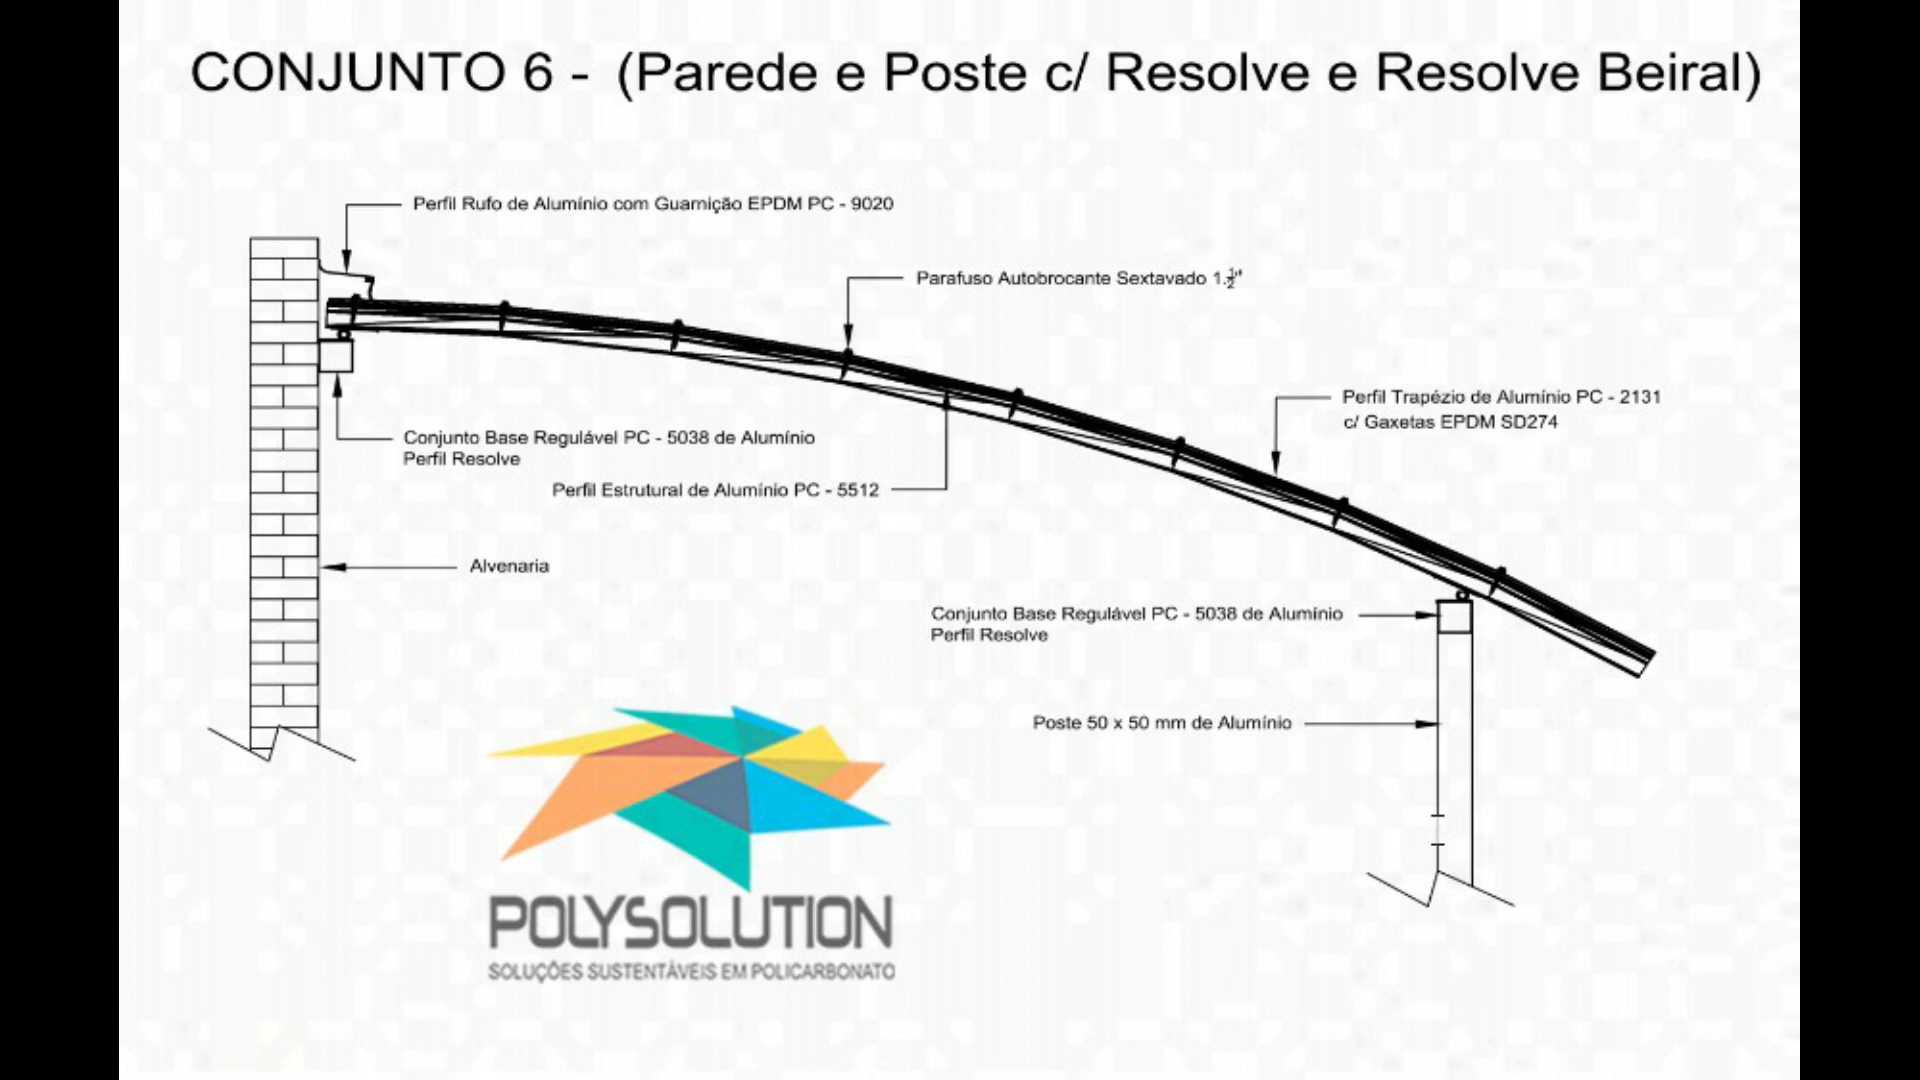 CONJUNTO 6 - (Parede e Poste c/ Resolve e Resolve Beiral)
Perfil Rufo de Alumínio com Guarnição EPDM PC - 9020
Parafuso Autobrocante Sextavado 1.½"
Perfil Trapézio de Alumínio PC - 2131
c/ Gaxetas EPDM SD274
Conjunto Base Regulável PC - 5038 de Alumínio
Perfil Resolve
Perfil Estrutural de Alumínio PC - 5512
Alvenaria
Conjunto Base Regulável PC - 5038 de Alumínio
Perfil Resolve
Poste 50 x 50 mm de Alumínio
POLYSOLUTION
SOLUÇÕES SUSTENTÁVEIS EM POLICARBONATO